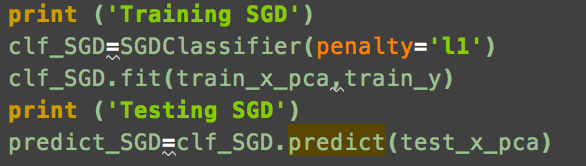 print ('Training SGD')
clf_SGD=SGDClassifier(penalty='l1')
clf_SGD.fit(train_x_pca,train_y)
print ('Testing SGD')
predict_SGD=clf_SGD.predict(test_x_pca)